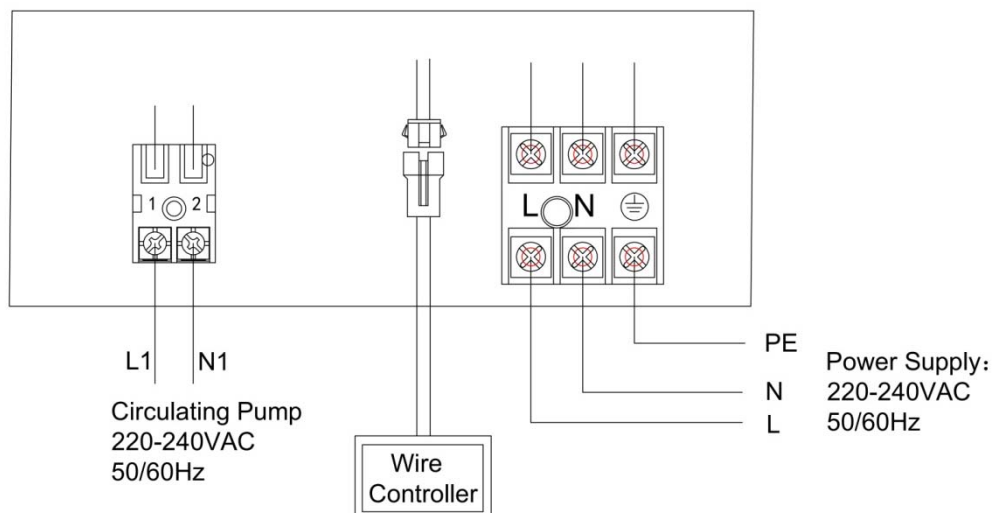 1 2
L N
L1 N1
Circulating Pump
220-240VAC
50/60Hz
Wire
Controller
PE
N
L
Power Supply:
220-240VAC
50/60Hz